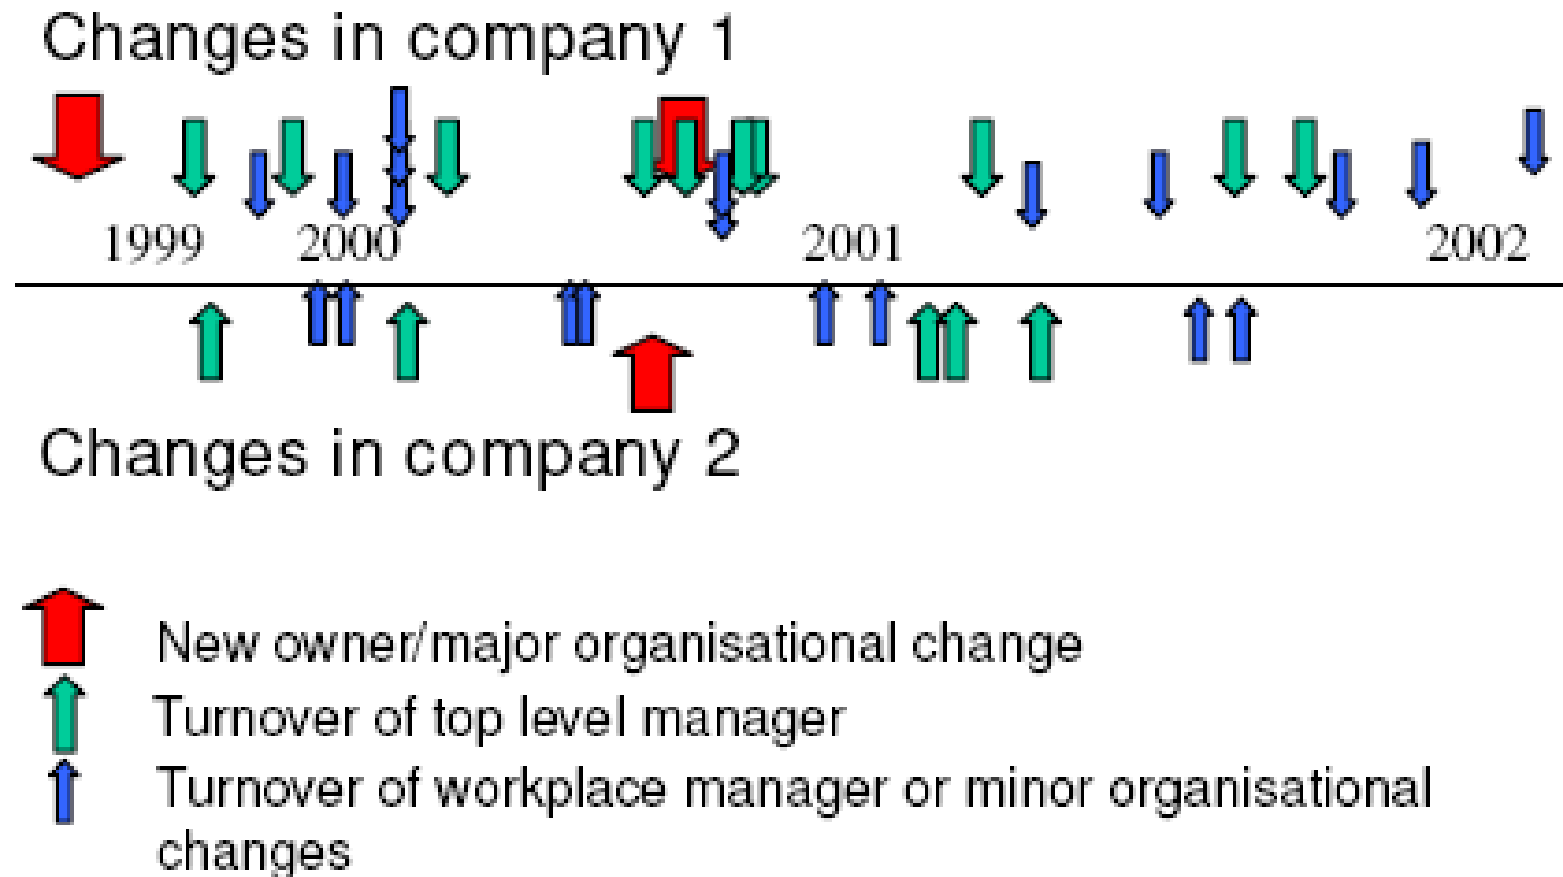 Changes in company 1
1999 2000 2001 2002
Changes in company 2
New owner/major organisational change
Turnover of top level manager
Turnover of workplace manager or minor organisational
changes